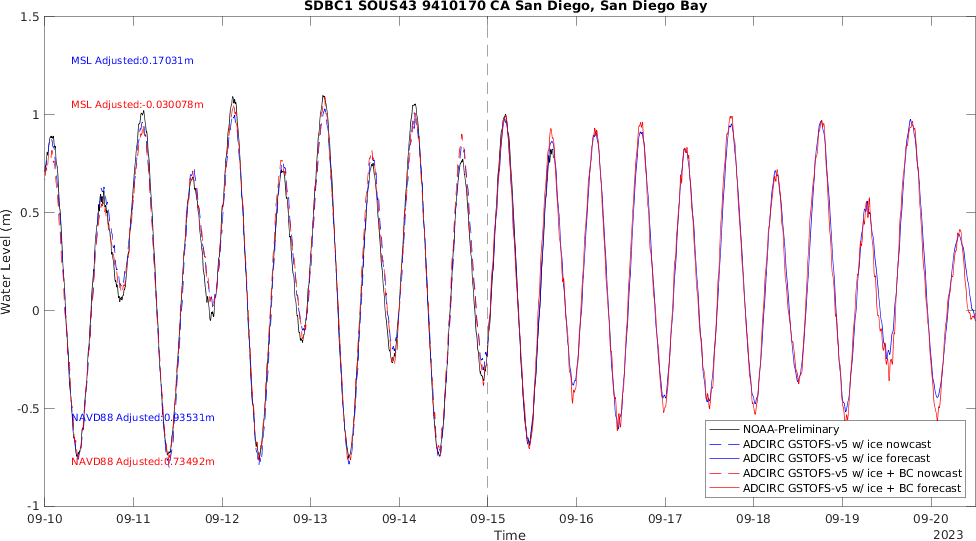 SDBC1 SOUS43 9410170 CA San Diego, San Diego Bay
1.5
MSL Adjusted:0.17031m
MSL Adjusted:-0.030078m
1
0.5
Water Level (m)
0
-0.5
NAVD88 Adjusted:0.93531m
NAVD88 Adjusted:0.73492m
NOAA-Preliminary
ADCIRC GSTOFS-v5 w/ ice nowcast
ADCIRC GSTOFS-v5 w/ ice forecast
ADCIRC GSTOFS-v5 w/ ice + BC nowcast
ADCIRC GSTOFS-v5 w/ ice + BC forecast
-1
09-10 09-11 09-12 09-13 09-14 09-15 09-16 09-17 09-18 09-19 09-20
Time
2023